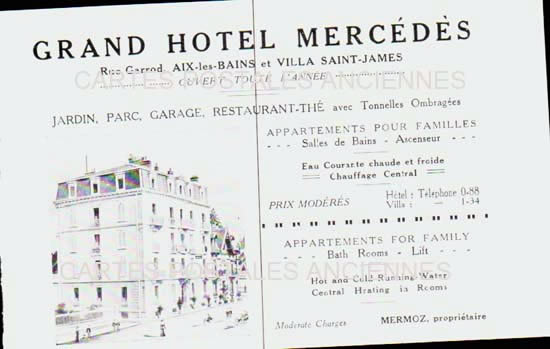 GRAND HOTEL MERCÉDÈS
Rue Garrod, AIX-les-BAINS et VILLA SAINT-JAMES
OUVERT TOUTE L'ANNÉE
CARTES POSTALES ANCIENNES
JARDIN, PARC, GARAGE, RESTAURANT-THÉ avec Tonnelles Ombragées
APPARTEMENTS POUR FAMILLES
- - - Salles de Bains - Ascenseur - - -
Eau Courante chaude et froide
Chauffage Central
PRIX MODÉRÉS
Hôtel : Telephone 0-88
Villa : — 1-34
APPARTEMENTS FOR FAMILY
- - - Bath Rooms - Lift - - -
CARTES POSTALES ANCIENNES
Hot and Cold Running Water
Central Heating in Rooms
Moderate Charges
MERMOZ, propriétaire